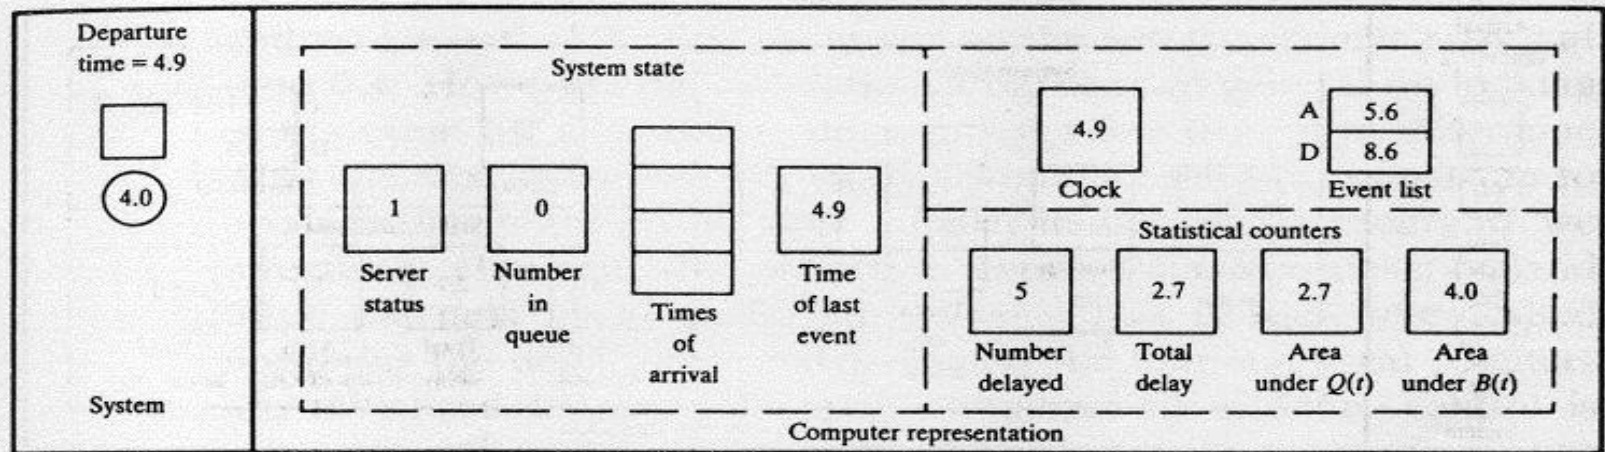 Departure
time = 4.9
4.0
System
System state
1
Server
status
0
Number
in
queue
Times
of
arrival
4.9
Time
of last
event
4.9
Clock
A 5.6
D 8.6
Event list
Statistical counters
5
Number
delayed
2.7
Total
delay
2.7
Area
under Q(t)
4.0
Area
under B(t)
Computer representation